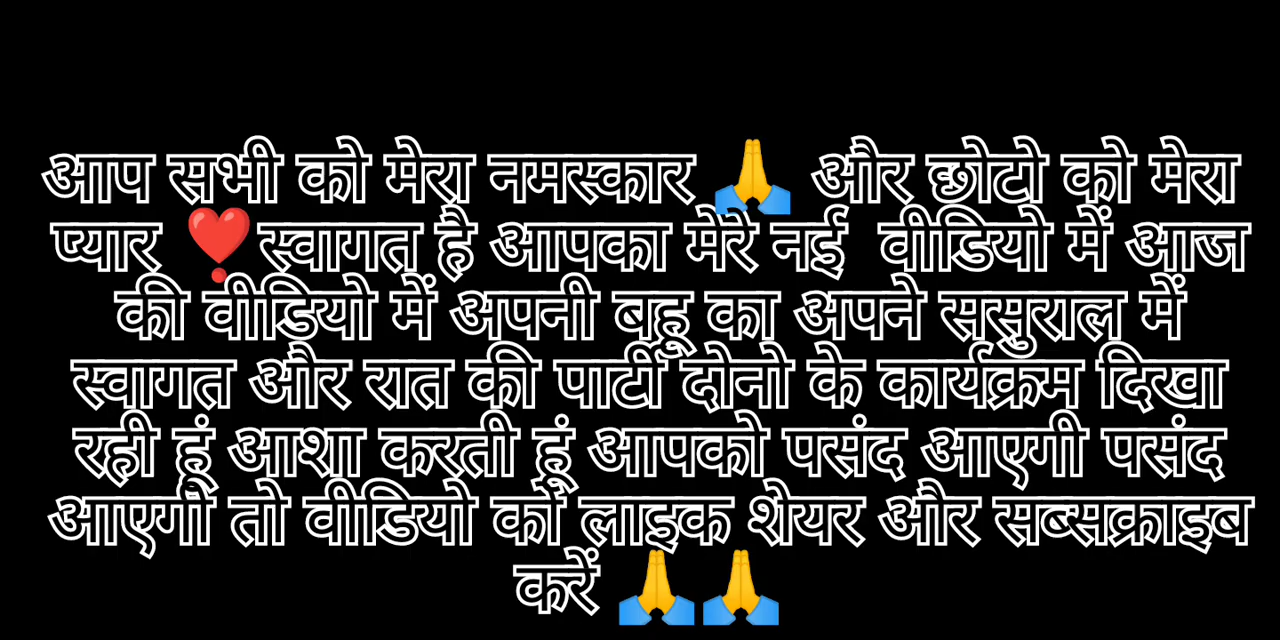 आप सभी को मेरा नमस्कार 🙏 और छोटो को मेरा
प्यार ❣️स्वागत है आपका मेरे नई वीडियो में आज
की वीडियो में अपनी बहू का अपने ससुराल में
स्वागत और रात की पार्टी दोनो के कार्यक्रम दिखा
रही हूं आशा करती हूं आपको पसंद आएगी पसंद
आएगी तो वीडियो को लाइक शेयर और सब्सक्राइब
करें 🙏🙏